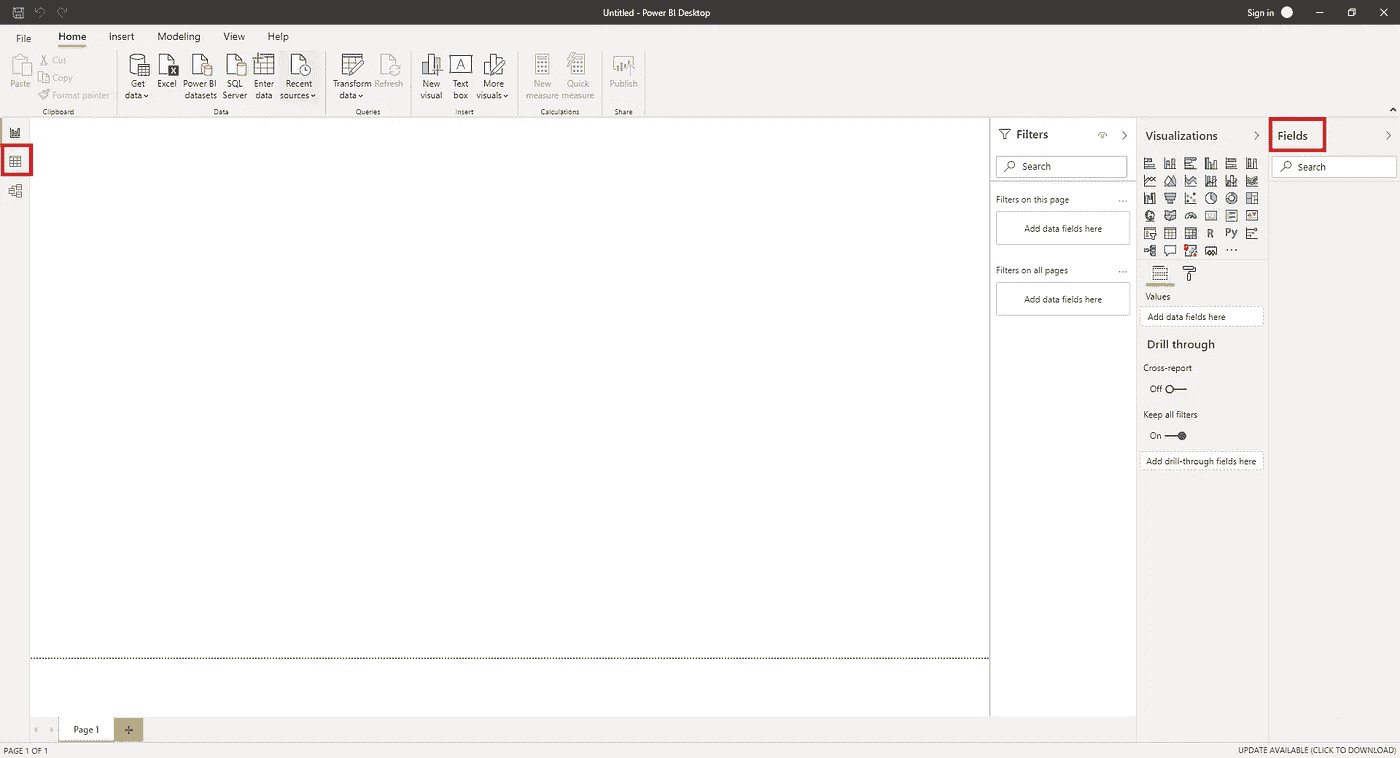 Untitled - Power BI Desktop
Sign in
File
Home
Insert
Modeling
View
Help
Paste
Cut
Copy
Format painter
Clipboard
Get data
Excel
Power BI datasets
SQL Server
Enter data
Recent sources
Data
Transform data
Refresh
Queries
New visual
Text box
A
More visuals
Insert
New measure
Quick measure
Calculations
Publish
Share
Filters
Search
Filters on this page
...
Add data fields here
Filters on all pages
...
Add data fields here
Visualizations
R
Py
...
Values
Add data fields here
Drill through
Cross-report
Off
Keep all filters
On
Add drill-through fields here
Fields
Search
Page 1
PAGE 1 OF 1
UPDATE AVAILABLE (CLICK TO DOWNLOAD)